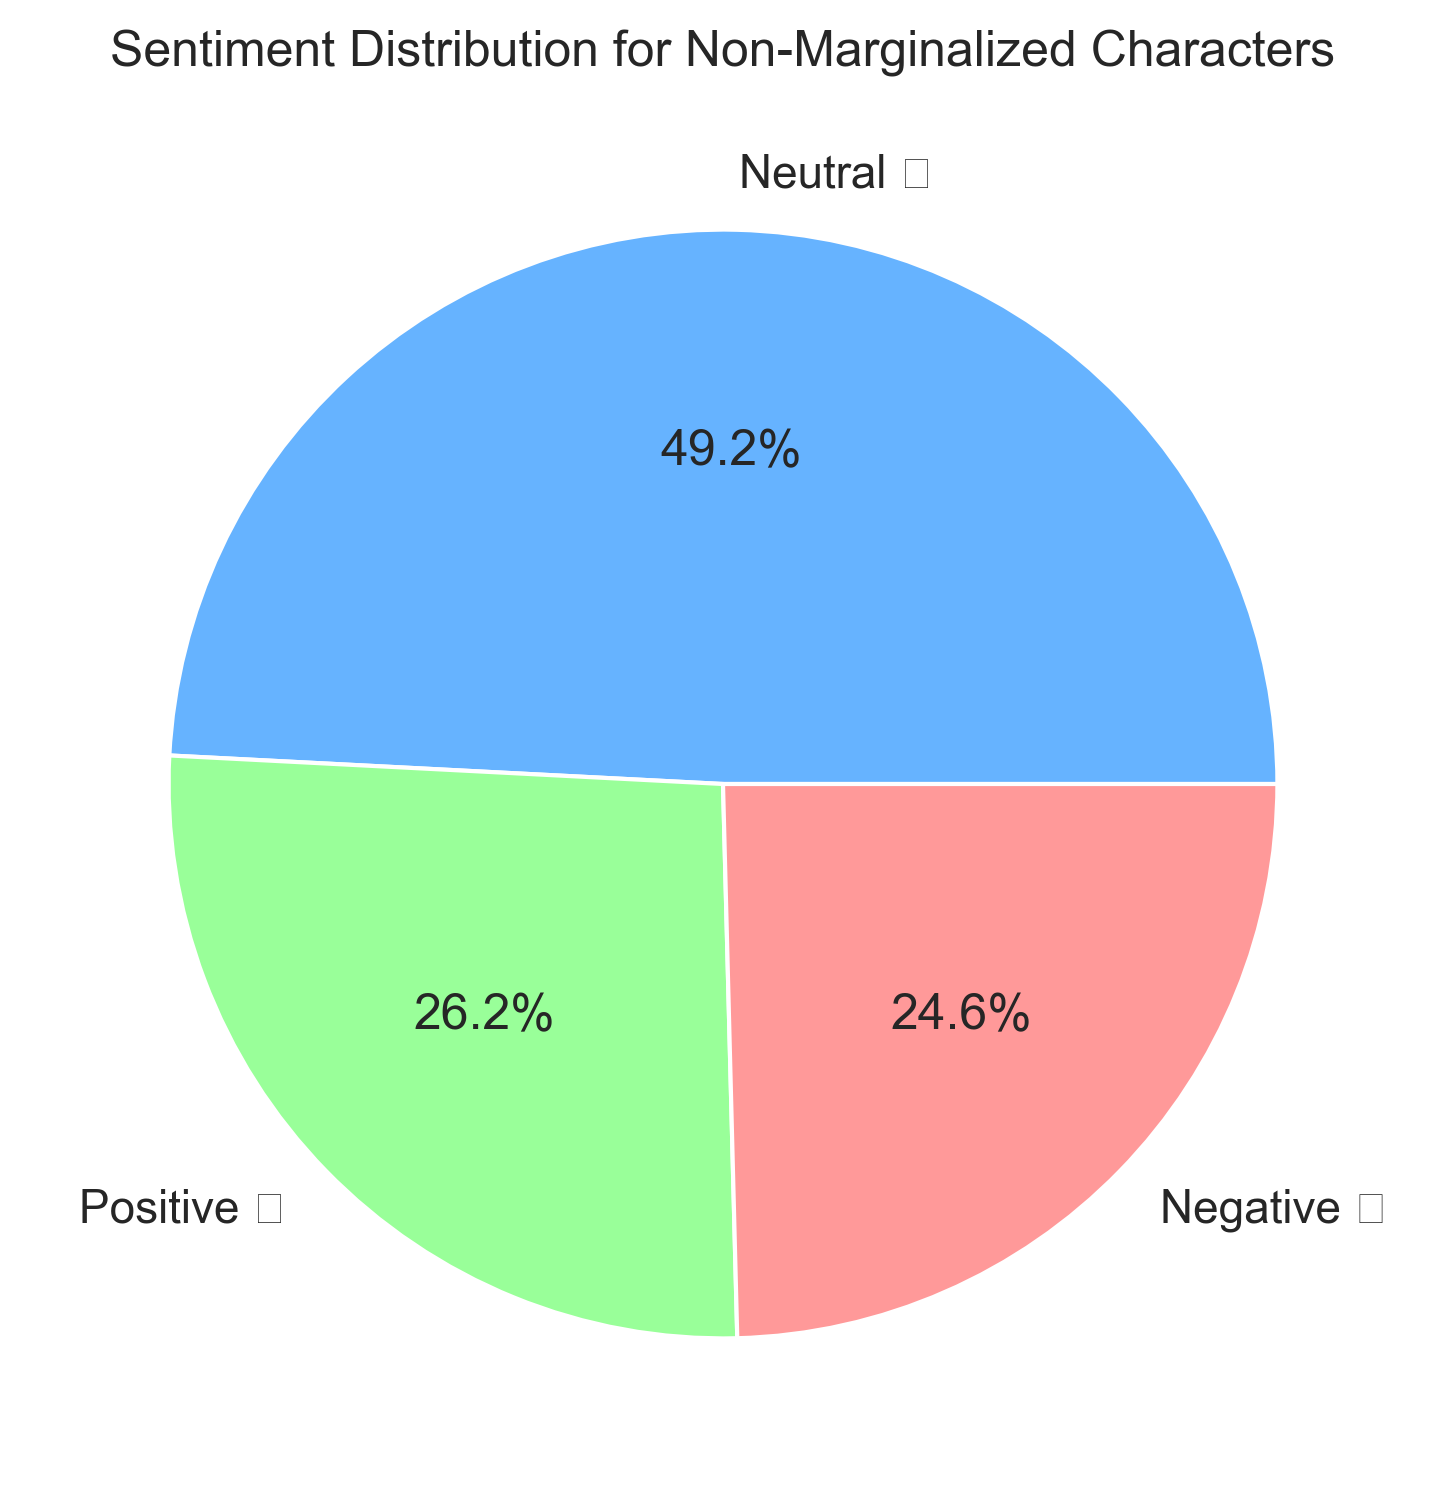 Sentiment Distribution for Non-Marginalized Characters
Neutral
49.2%
26.2%
24.6%
Positive
Negative